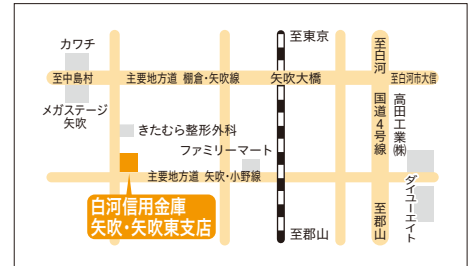 カワチ
至東京
至白河
至中島村
主要地方道 棚倉・矢吹線
矢吹大橋
至白河市大信
メガステージ
矢吹
国道4号線
高田工業㈱
きたむら整形外科
ファミリーマート
主要地方道 矢吹・小野線
ダイユーエイト
白河信用金庫
矢吹・矢吹東支店
至郡山
至郡山